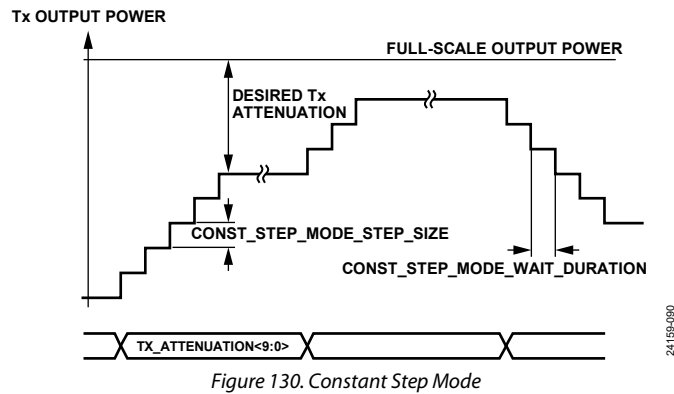 Tx OUTPUT POWER
FULL-SCALE OUTPUT POWER
DESIRED Tx
ATTENUATION
CONST_STEP_MODE_STEP_SIZE
CONST_STEP_MODE_WAIT_DURATION
TX_ATTENUATION<9:0>
24159-090
Figure 130. Constant Step Mode